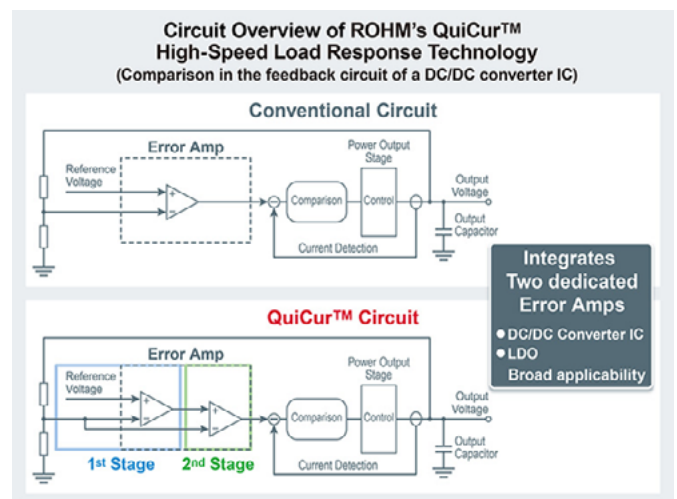 Circuit Overview of ROHM's QuiCur™
High-Speed Load Response Technology
(Comparison in the feedback circuit of a DC/DC converter IC)
Conventional Circuit
Error Amp
Reference
Voltage
+
−
−
Comparison
Power Output
Stage
Control
Current Detection
Output
Voltage
Output
Capacitor
Integrates
Two dedicated
Error Amps
●DC/DC Converter IC
●LDO
Broad applicability
QuiCur™ Circuit
Error Amp
Reference
Voltage
+
−
+
−
−
1st Stage
2nd Stage
Comparison
Power Output
Stage
Control
Current Detection
Output
Voltage
Output
Capacitor